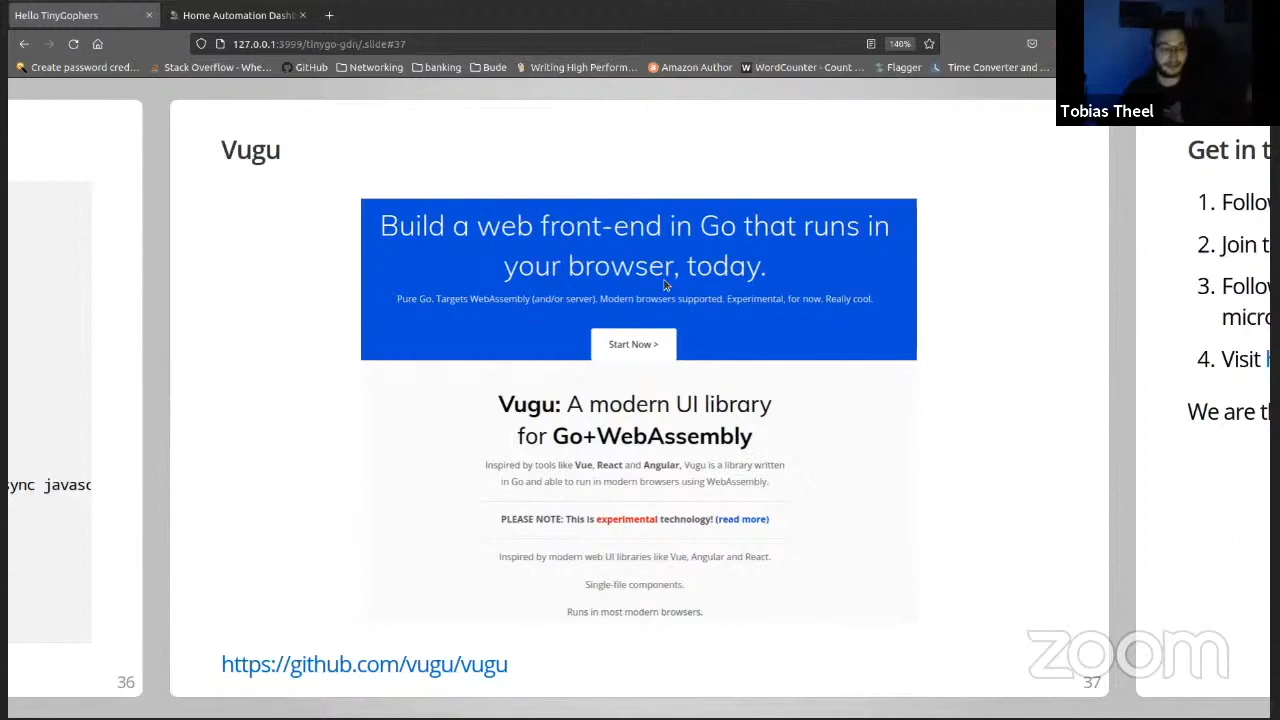 Hello TinyGophers
Home Automation Dashb
127.0.0.1:3999/tinygo-gdn/.slide#37
140%
Create password cred...
Stack Overflow - Whe...
GitHub
Networking
banking
Bude
Writing High Perform...
Amazon Author
WordCounter - Count ...
Flagger
Time Converter and ...
Tobias Theel
Vugu
Build a web front-end in Go that runs in
your browser, today.
Pure Go. Targets WebAssembly (and/or server). Modern browsers supported. Experimental, for now. Really cool.
Start Now >
Vugu: A modern UI library
for Go+WebAssembly
Inspired by tools like Vue, React and Angular, Vugu is a library written
in Go and able to run in modern browsers using WebAssembly.
PLEASE NOTE: This is experimental technology! (read more)
Inspired by modern web UI libraries like Vue, Angular and React.
Single-file components.
Runs in most modern browsers.
https://github.com/vugu/vugu
37
ync javasc
36
Get in t
1. Follow
2. Join t
3. Follow
micro
4. Visit h
We are th
zoom